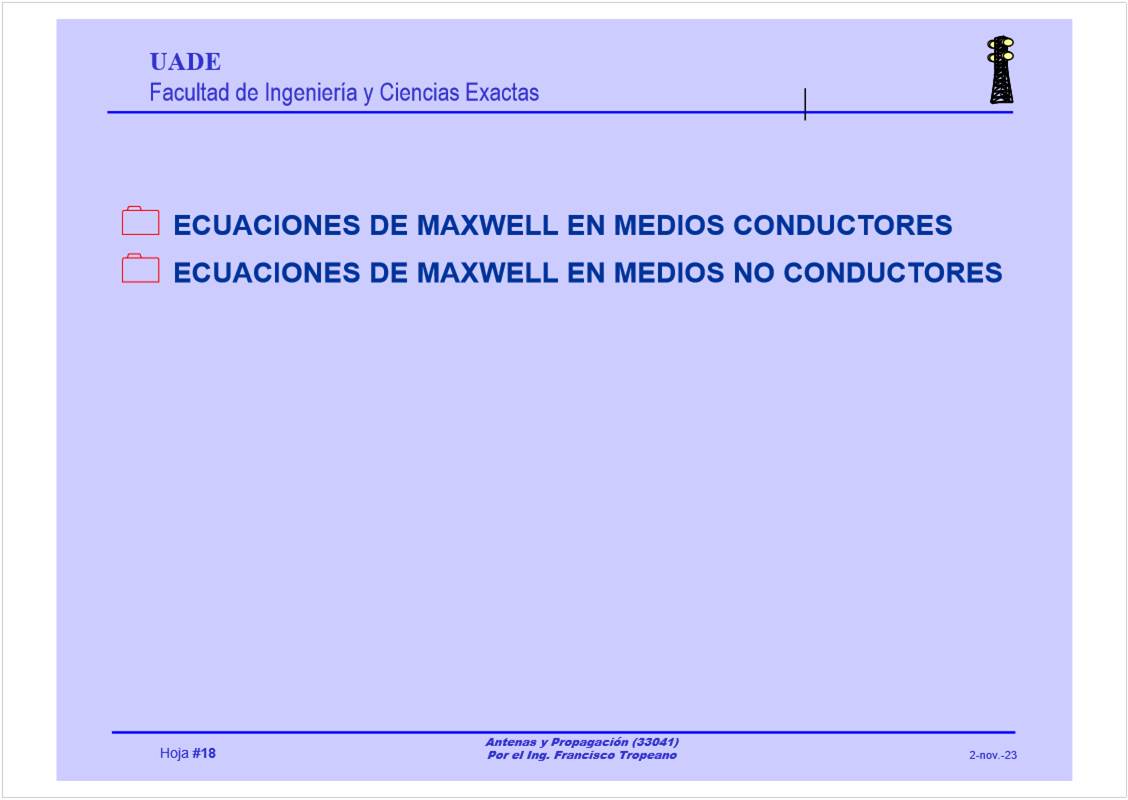 UADE
Facultad de Ingeniería y Ciencias Exactas
ECUACIONES DE MAXWELL EN MEDIOS CONDUCTORES
ECUACIONES DE MAXWELL EN MEDIOS NO CONDUCTORES
Hoja #18
Antenas y Propagación (33041)
Por el Ing. Francisco Tropeano
2-nov.-23